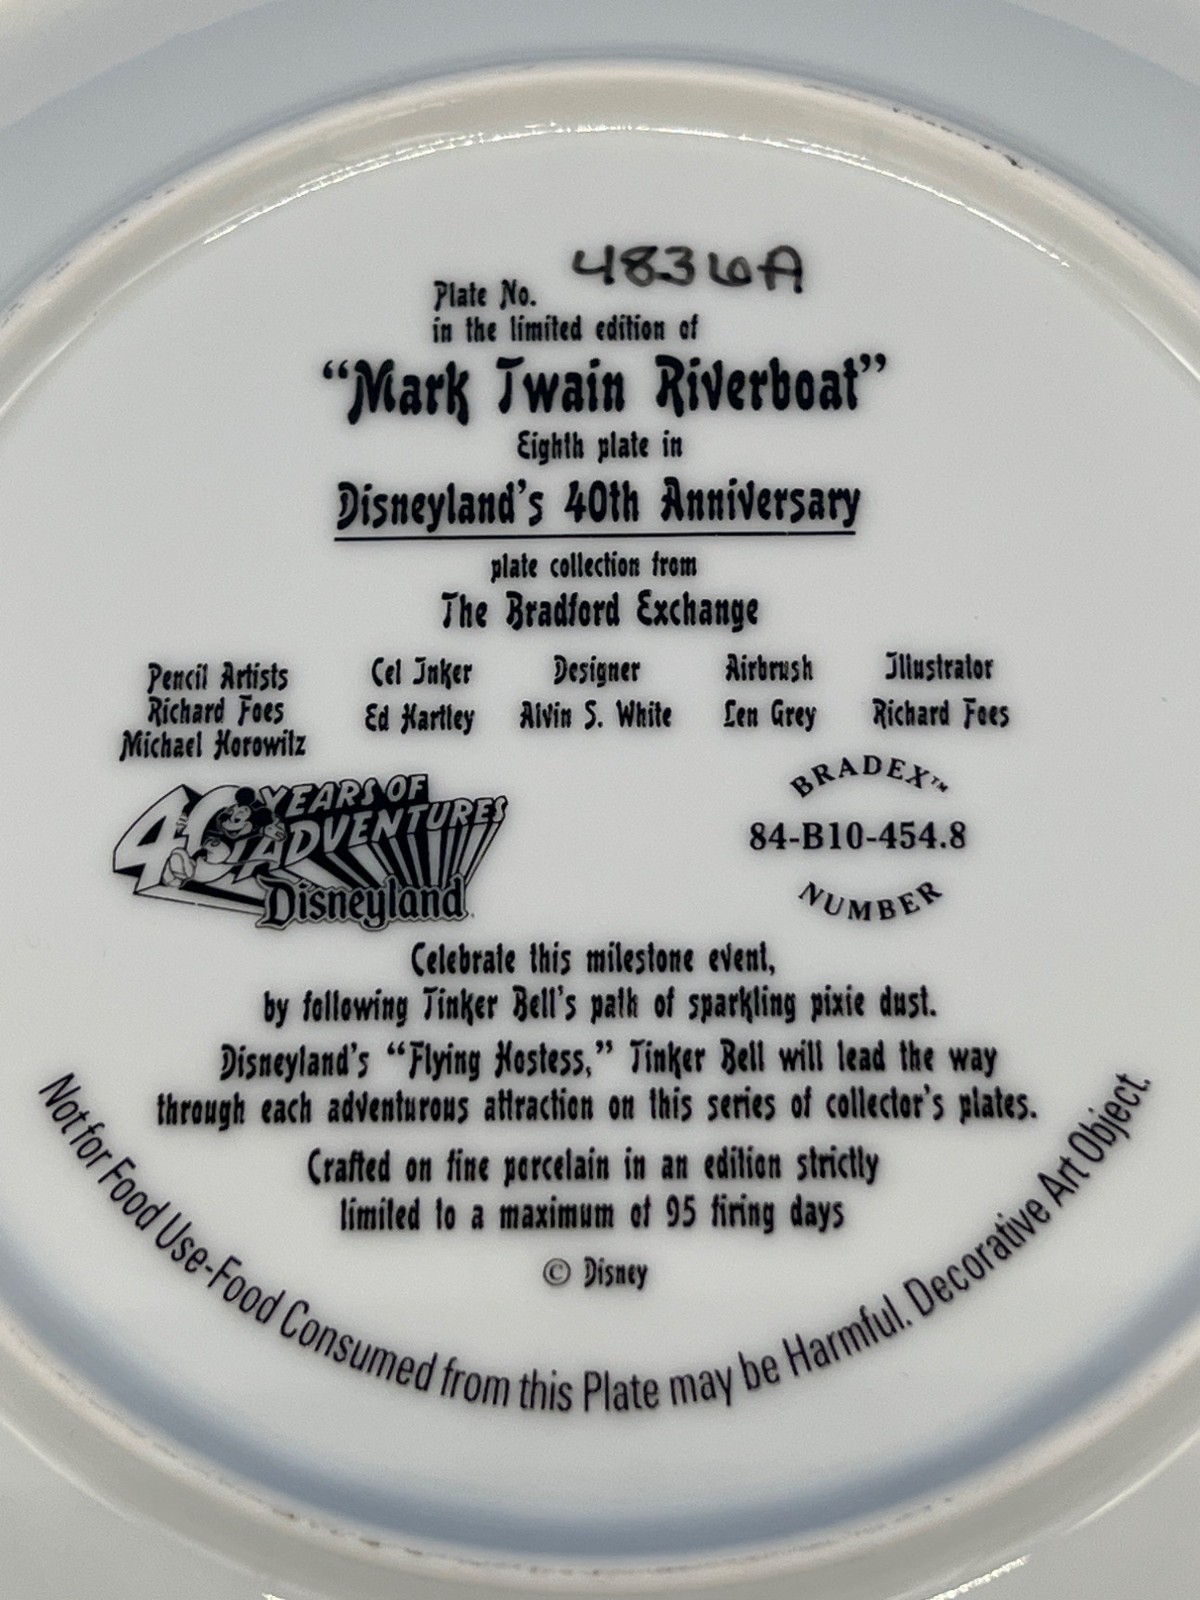 4836A
Plate No.
in the limited edition of
“Mark Twain Riverboat”
Eighth plate in
Disneyland’s 40th Anniversary
plate collection from
The Bradford Exchange
Pencil Artists
Richard Foes
Michael Horowitz
Cel Inker
Ed Hartley
Designer
Alvin S. White
Airbrush
Len Grey
Illustrator
Richard Foes
40 YEARS OF
ADVENTURES
Disneyland
BRADEX™
84-B10-454.8
NUMBER
Celebrate this milestone event,
by following Tinker Bell’s path of sparkling pixie dust.
Disneyland’s “Flying Hostess,” Tinker Bell will lead the way
through each adventurous attraction on this series of collector’s plates.
Crafted on fine porcelain in an edition strictly
limited to a maximum of 95 firing days
© Disney
Not for Food Use-Food Consumed from this Plate may be Harmful. Decorative Art Object.